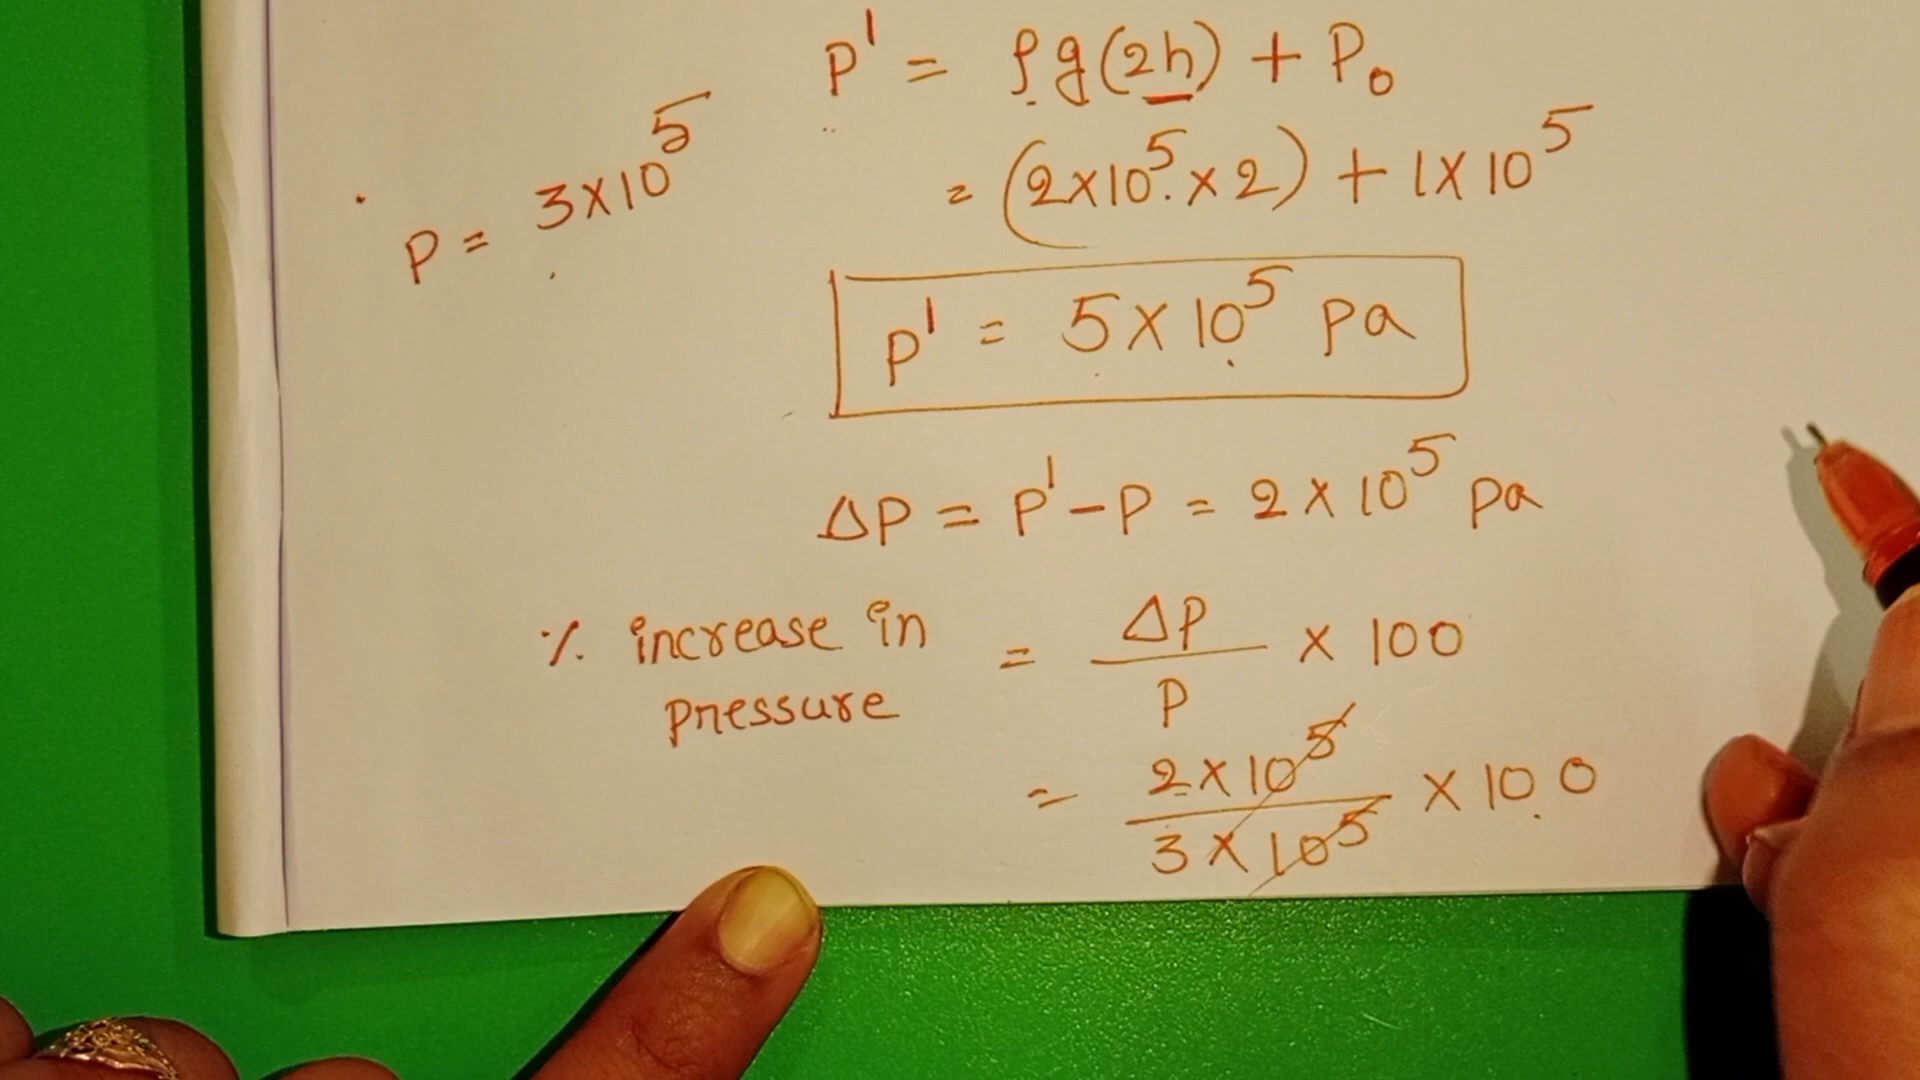 P' = ρg(2h) + P₀
P = 3×10⁵
= (2×10⁵×2) + 1×10⁵
P' = 5×10⁵ pa
ΔP = P'-P = 2×10⁵ pa
% increase in = ΔP/P × 100
pressure
= 2×10⁵/3×10⁵ × 100